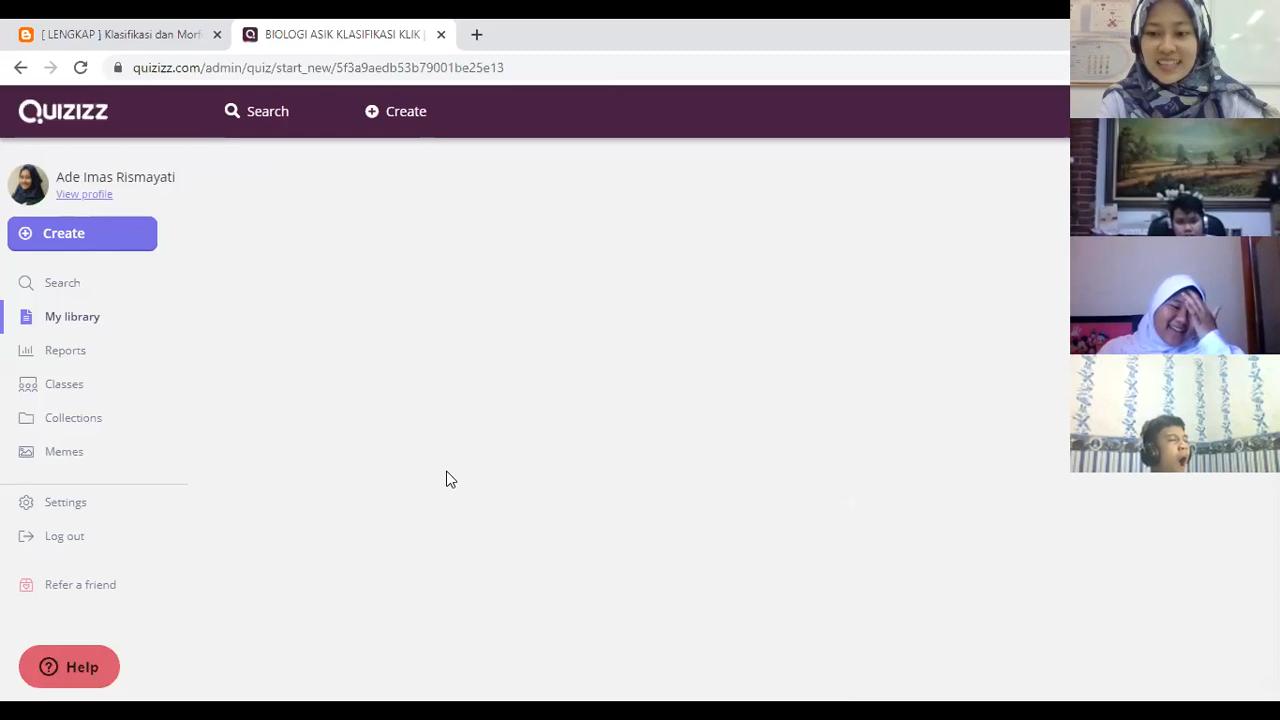 [ LENGKAP ] Klasifikasi dan Morf
BIOLOGI ASIK KLASIFIKASI KLIK |
quizizz.com/admin/quiz/start_new/5f3a9aedb53b79001be25e13
QUIZIZZ
Search
Create
Ade Imas Rismayati
View profile
Create
Search
My library
Reports
Classes
Collections
Memes
Settings
Log out
Refer a friend
Help